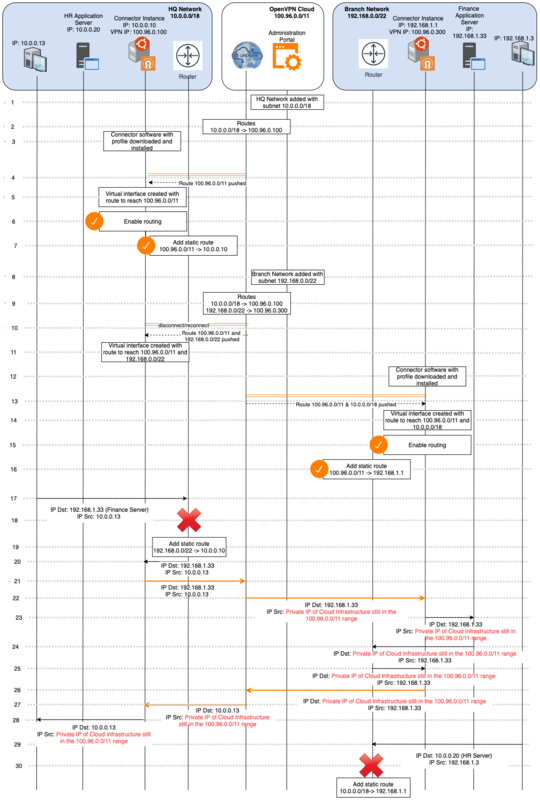 HQ Network
10.0.0.0/18
HR Application
Server
IP: 10.0.0.20
Connector Instance
IP: 10.0.0.10
VPN IP: 100.96.0.100
IP: 10.0.0.13
Router
OpenVPN Cloud
100.96.0.0/11
Administration
Portal
Branch Network
192.168.0.0/22
Connector Instance
IP: 192.168.1.1
VPN IP: 100.96.0.300
Finance
Application
Server
IP:
192.168.1.33
IP: 192.168.1.3
Router
1
HQ Network added with
subnet 10.0.0.0/18
2
Routes
10.0.0.0/18 -> 100.96.0.100
3
Connector software with
profile downloaded and
installed
4
Route 100.96.0.0/11 pushed
5
Virtual interface created with
route to reach 100.96.0.0/11
6
Enable routing
7
Add static route
100.96.0.0/11 -> 10.0.0.10
8
Branch Network added with
subnet 192.168.0.0/22
9
Routes
10.0.0.0/18 -> 100.96.0.100
192.168.0.0/22 -> 100.96.0.300
10
disconnect/reconnect
Route 100.96.0.0/11 and
192.168.0.0/22 pushed
11
Virtual interface created with
route to reach 100.96.0.0/11 and
192.168.0.0/22
12
Connector software with
profile downloaded and
installed
13
Route 100.96.0.0/11 & 10.0.0.0/18 pushed
14
Virtual interface created with
route to reach 100.96.0.0/11 and
10.0.0.0/18
15
Enable routing
16
Add static route
100.96.0.0/11 -> 192.168.1.1
17
IP Dst: 192.168.1.33 (Finance Server)
IP Src: 10.0.0.13
18
19
Add static route
192.168.0.0/22 -> 10.0.0.10
20
IP Dst: 192.168.1.33
IP Src: 10.0.0.13
21
IP Dst: 192.168.1.33
IP Src: 10.0.0.13
22
IP Dst: 192.168.1.33
IP Src: Private IP of Cloud Infrastructure still in the
100.96.0.0/11 range
23
IP Dst: 192.168.1.33
IP Src: Private IP of Cloud Infrastructure still in
the 100.96.0.0/11 range
24
IP Dst: Private IP of Cloud Infrastructure still in the 100.96.0.0/11 range
IP Src: 192.168.1.33
25
IP Dst: Private IP of Cloud Infrastructure still in the 100.96.0.0/11 range
IP Src: 192.168.1.33
26
IP Dst: Private IP of Cloud Infrastructure still in the 100.96.0.0/11 range
IP Src: 192.168.1.33
27
IP Dst: 10.0.0.13
IP Src: Private IP of Cloud Infrastructure
still in the 100.96.0.0/11 range
28
IP Dst: 10.0.0.13
IP Src: Private IP of Cloud Infrastructure still
in the 100.96.0.0/11 range
29
IP Dst: 10.0.0.20 (HR Server)
IP Src: 192.168.1.3
30
Add static route
10.0.0.0/18-> 192.168.1.1